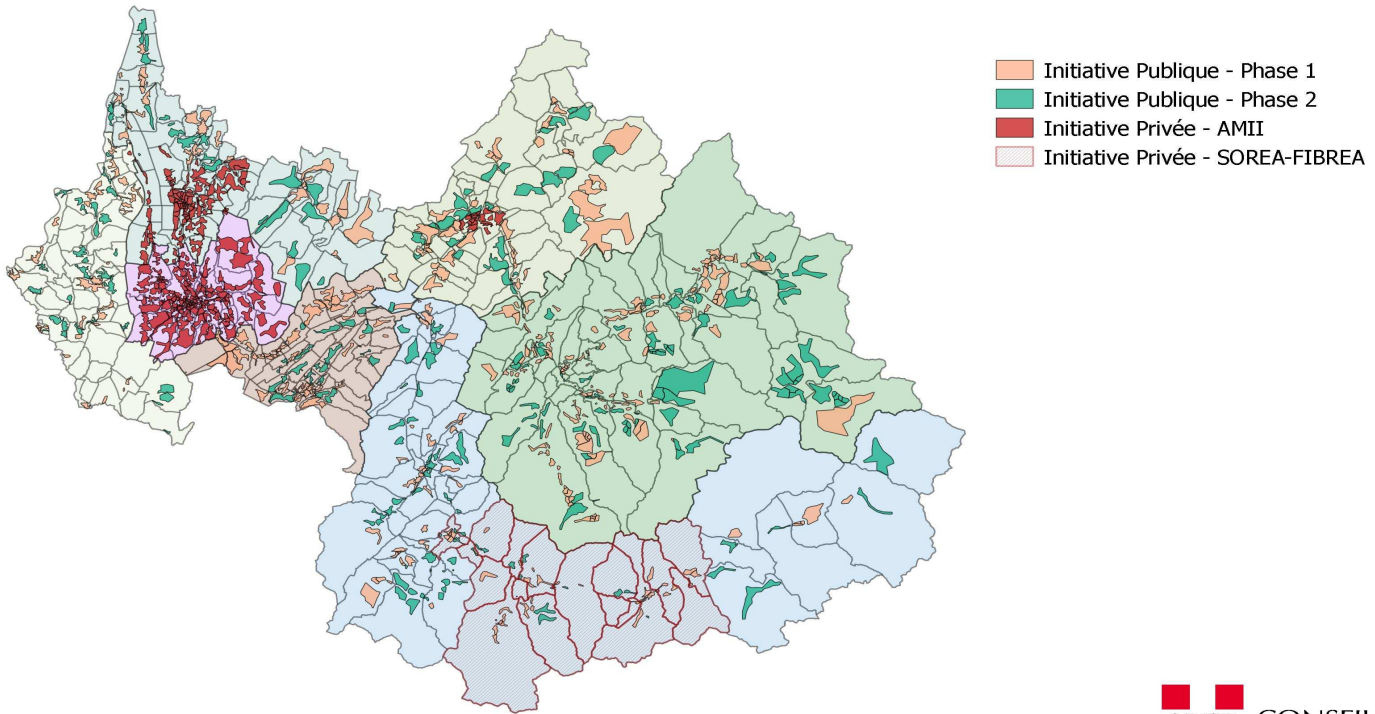 Initiative Publique - Phase 1
Initiative Publique - Phase 2
Initiative Privée - AMII
Initiative Privée - SOREA-FIBREA